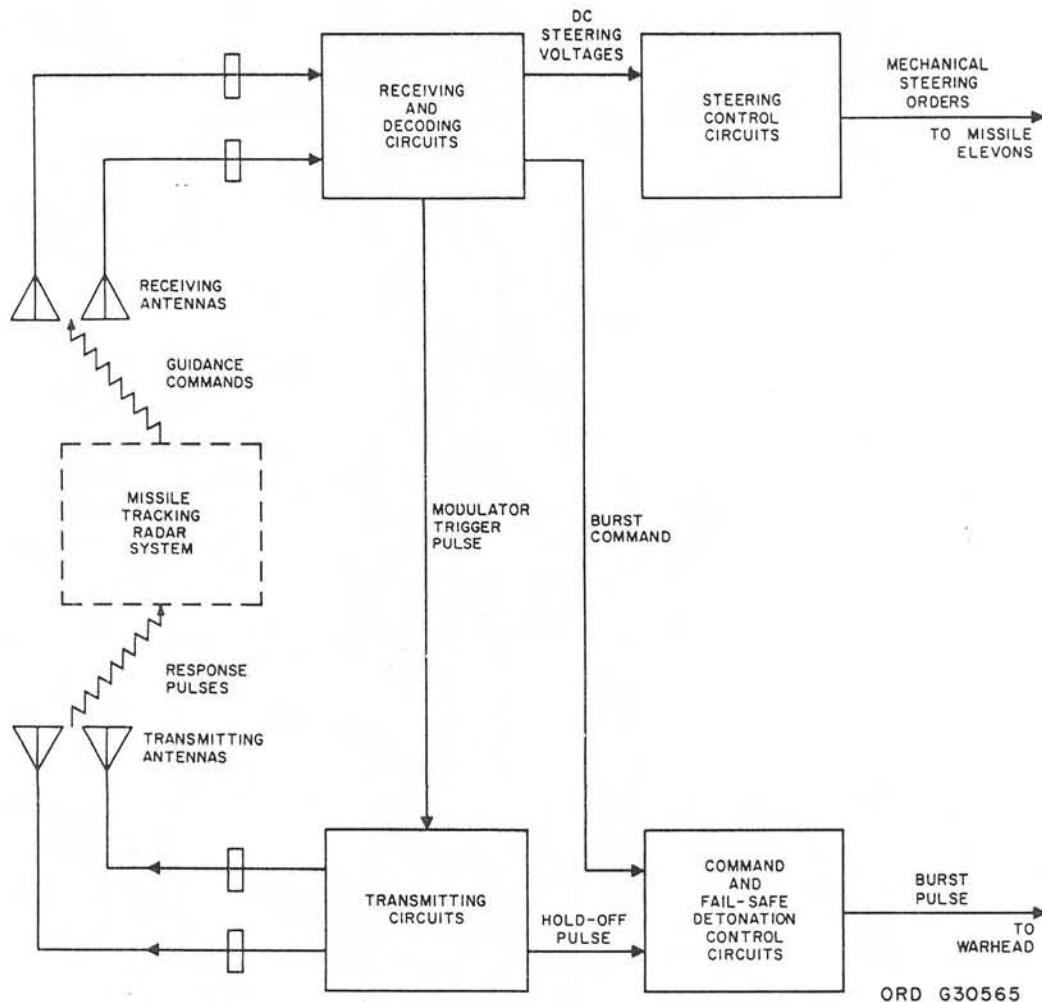 DC
STEERING
VOLTAGES
RECEIVING
AND
DECODING
CIRCUITS
STEERING
CONTROL
CIRCUITS
MECHANICAL
STEERING
ORDERS
TO MISSILE
ELEVONS
RECEIVING
ANTENNAS
GUIDANCE
COMMANDS
MISSILE
TRACKING
RADAR
SYSTEM
MODULATOR
TRIGGER
PULSE
BURST
COMMAND
RESPONSE
PULSES
TRANSMITTING
ANTENNAS
TRANSMITTING
CIRCUITS
HOLD-OFF
PULSE
COMMAND
AND
FAIL-SAFE
DETONATION
CONTROL
CIRCUITS
BURST
PULSE
TO
WARHEAD
ORD G30565